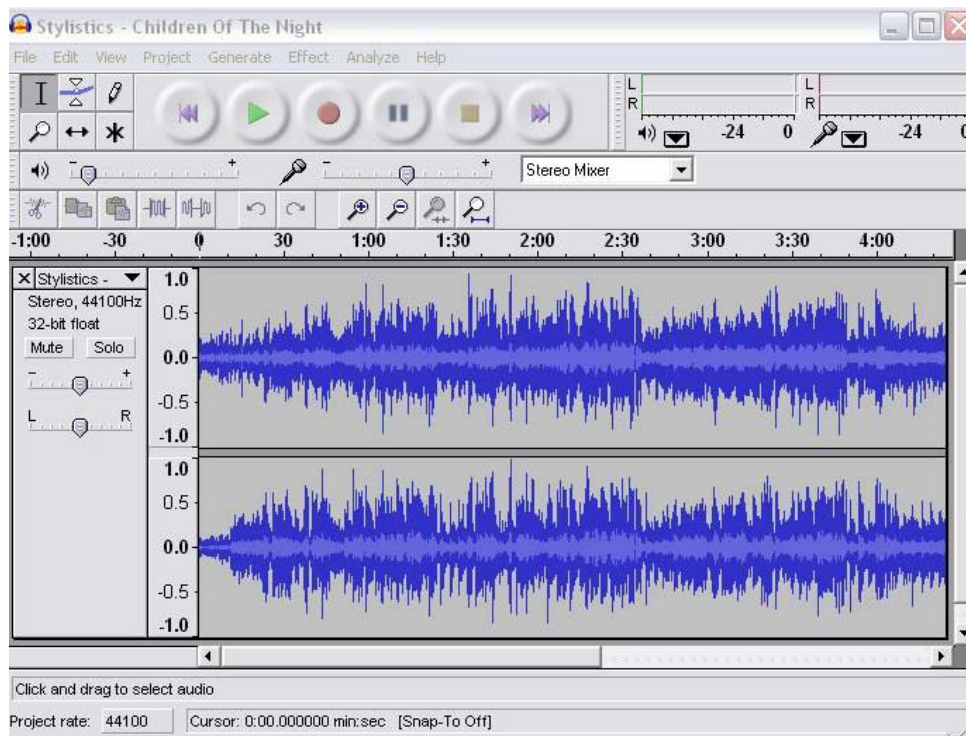 Stylistics - Children Of The Night
File Edit View Project Generate Effect Analyze Help
L
R
-24 0
L
R
-24 0
- +
- +
Stereo Mixer
-1:00 -30 0 30 1:00 1:30 2:00 2:30 3:00 3:30 4:00
X Stylistics -
Stereo, 44100Hz
32-bit float
Mute Solo
- +
L R
1.0
0.5
0.0
-0.5
-1.0
1.0
0.5
0.0
-0.5
-1.0
Click and drag to select audio
Project rate: 44100 Cursor: 0:00.000000 min:sec [Snap-To Off]